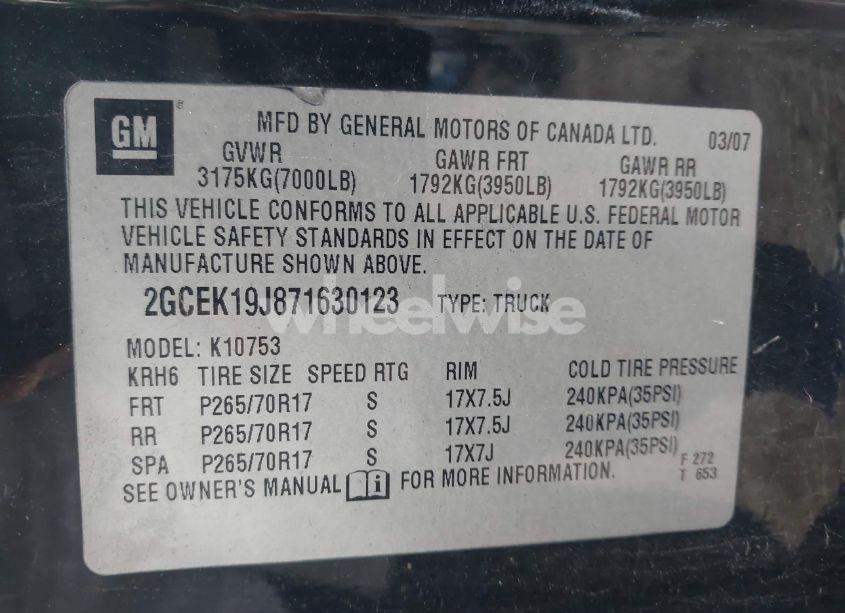 GM ® MFD BY GENERAL MOTORS OF CANADA LTD. 03/07
GVWR GAWR FRT GAWR RR
3175KG(7000LB) 1792KG(3950LB) 1792KG(3950LB)
THIS VEHICLE CONFORMS TO ALL APPLICABLE U.S. FEDERAL MOTOR
VEHICLE SAFETY STANDARDS IN EFFECT ON THE DATE OF
MANUFACTURE SHOWN ABOVE.
2GCEK19J871630123 TYPE: TRUCK
wheelwise
MODEL: K10753
KRH6 TIRE SIZE SPEED RTG RIM COLD TIRE PRESSURE
FRT P265/70R17 S 17X7.5J 240KPA(35PSI)
RR P265/70R17 S 17X7.5J 240KPA(35PSI)
SPA P265/70R17 S 17X7J 240KPA(35PSI)
F 272
T 653
SEE OWNER'S MANUAL i FOR MORE INFORMATION.